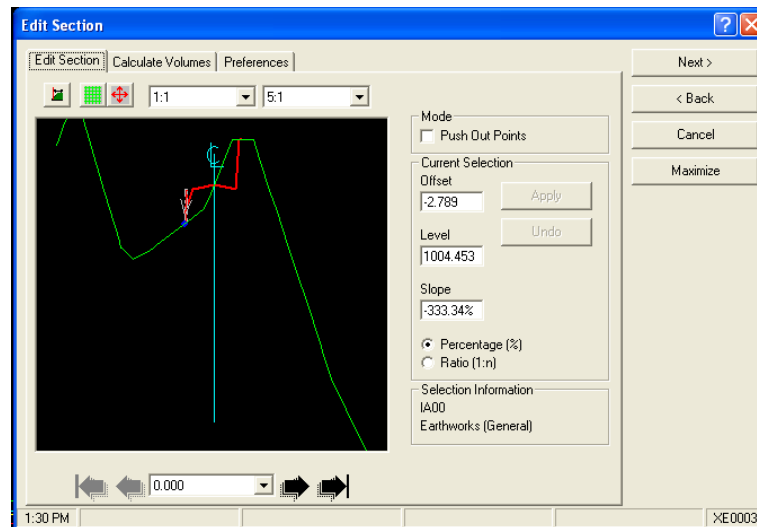 Edit Section
Edit Section Calculate Volumes Preferences
Next >
< Back
Cancel
Maximize
1:1 5:1
Mode
Push Out Points
Current Selection
Offset
-2.789
Apply
Undo
Level
1004.453
Slope
-333.34%
Percentage (%)
Ratio (1:n)
Selection Information
IA00
Earthworks (General)
0.000
1:30 PM XE0003